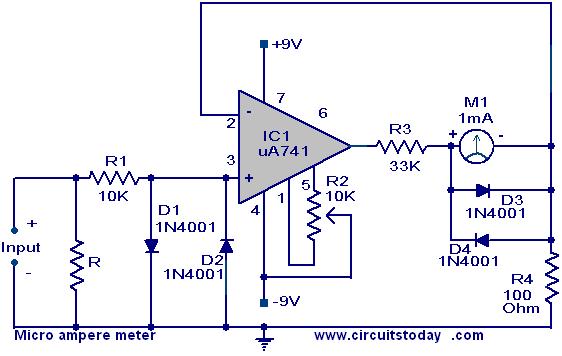 +9V
7
6
-
2
IC1
uA741
3
+
4
1
5
R2
10K
R3
33K
M1
1mA
+
-
R1
10K
D1
1N4001
D2
1N4001
D3
1N4001
D4
1N4001
+
Input
-
R
R4
100
Ohm
-9V
Micro ampere meter
www.circuitstoday .com